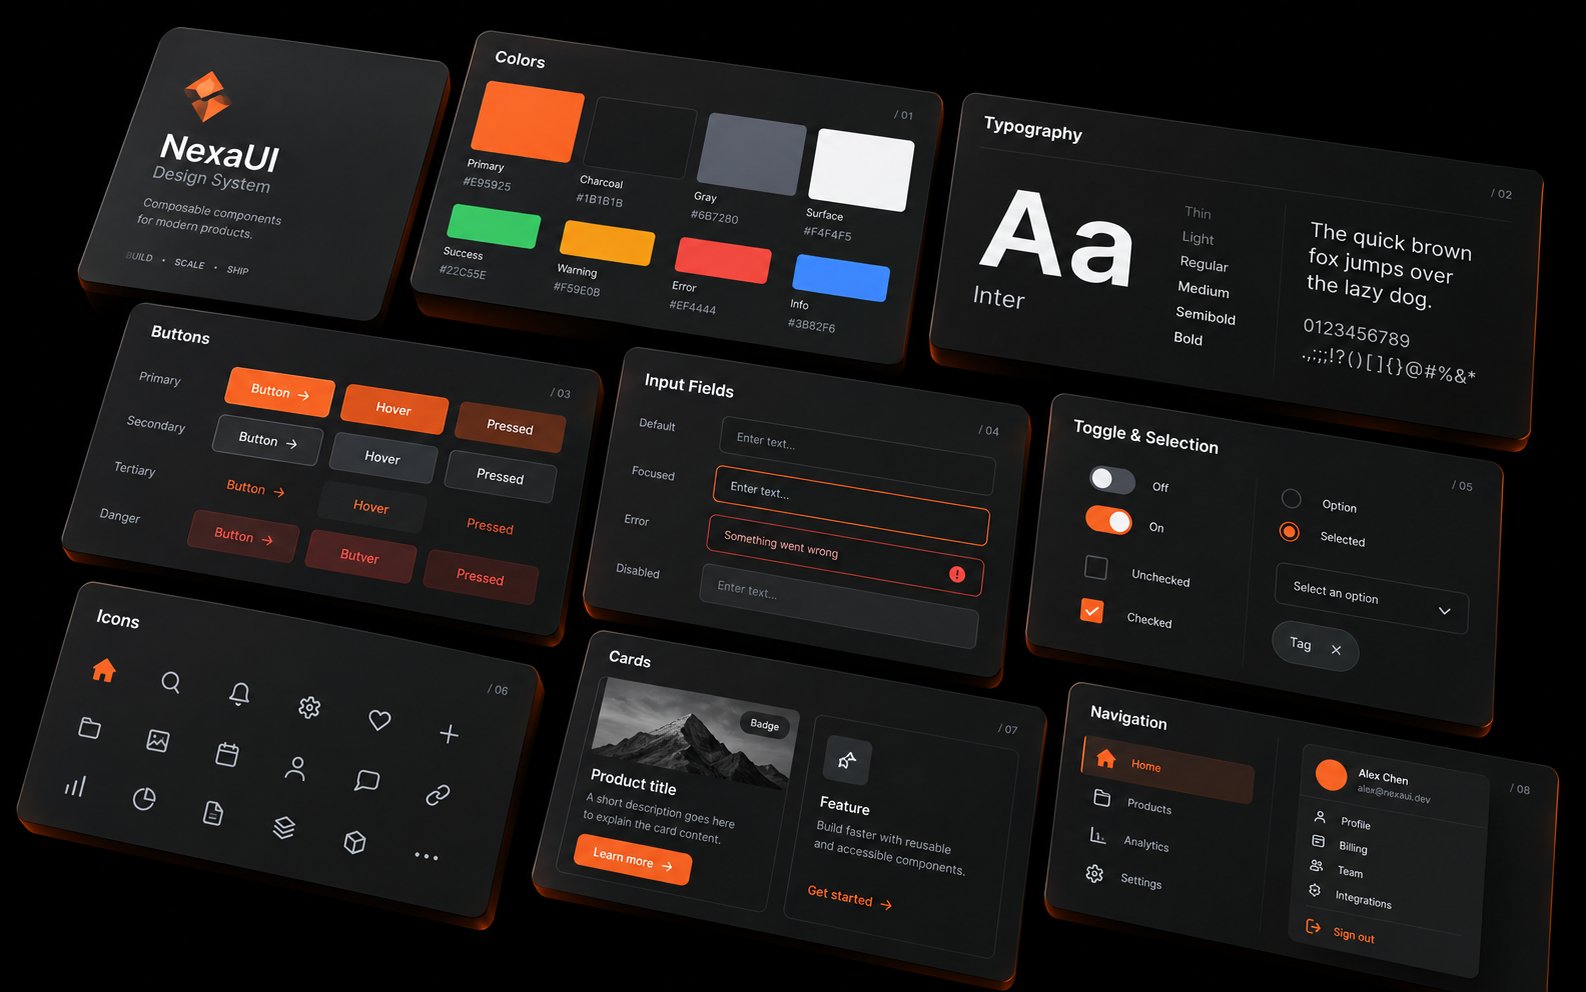 NexaUI
Design System
Composable components
for modern products.
BUILD • SCALE • SHIP
Colors
/ 01
Primary
#E95925
Charcoal
#1B1B1B
Gray
#6B7280
Surface
#F4F4F5
Success
#22C55E
Warning
#F59E0B
Error
#EF4444
Info
#3B82F6
Typography
/ 02
Aa
Inter
Thin
Light
Regular
Medium
Semibold
Bold
The quick brown
fox jumps over
the lazy dog.
0123456789
.,:;;!?()[]{}@#%&*
Buttons
/ 03
Primary
Button →
Hover
Pressed
Secondary
Button →
Hover
Pressed
Tertiary
Button →
Hover
Pressed
Danger
Button →
Butver
Pressed
Input Fields
/ 04
Default
Enter text...
Focused
Enter text...
Error
Something went wrong
Disabled
Enter text...
Toggle & Selection
/ 05
Off
On
Unchecked
Checked
Option
Selected
Select an option
Tag
Icons
/ 06
Cards
/ 07
Badge
Product title
A short description goes here
to explain the card content.
Learn more →
Feature
Build faster with reusable
and accessible components.
Get started →
Navigation
/ 08
Home
Products
Analytics
Settings
Alex Chen
alex@nexaui.dev
Profile
Billing
Team
Integrations
Sign out